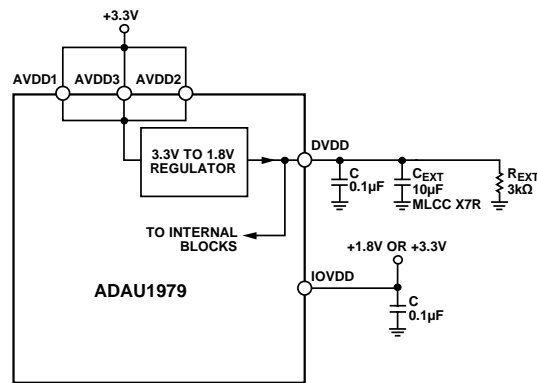 +3.3V
AVDD1 AVDD3 AVDD2
3.3V TO 1.8V
REGULATOR
DVDD
C
0.1µF
CEXT
10µF
MLCC X7R
REXT
3kΩ
TO INTERNAL
BLOCKS
+1.8V OR +3.3V
IOVDD
ADAU1979
C
0.1µF